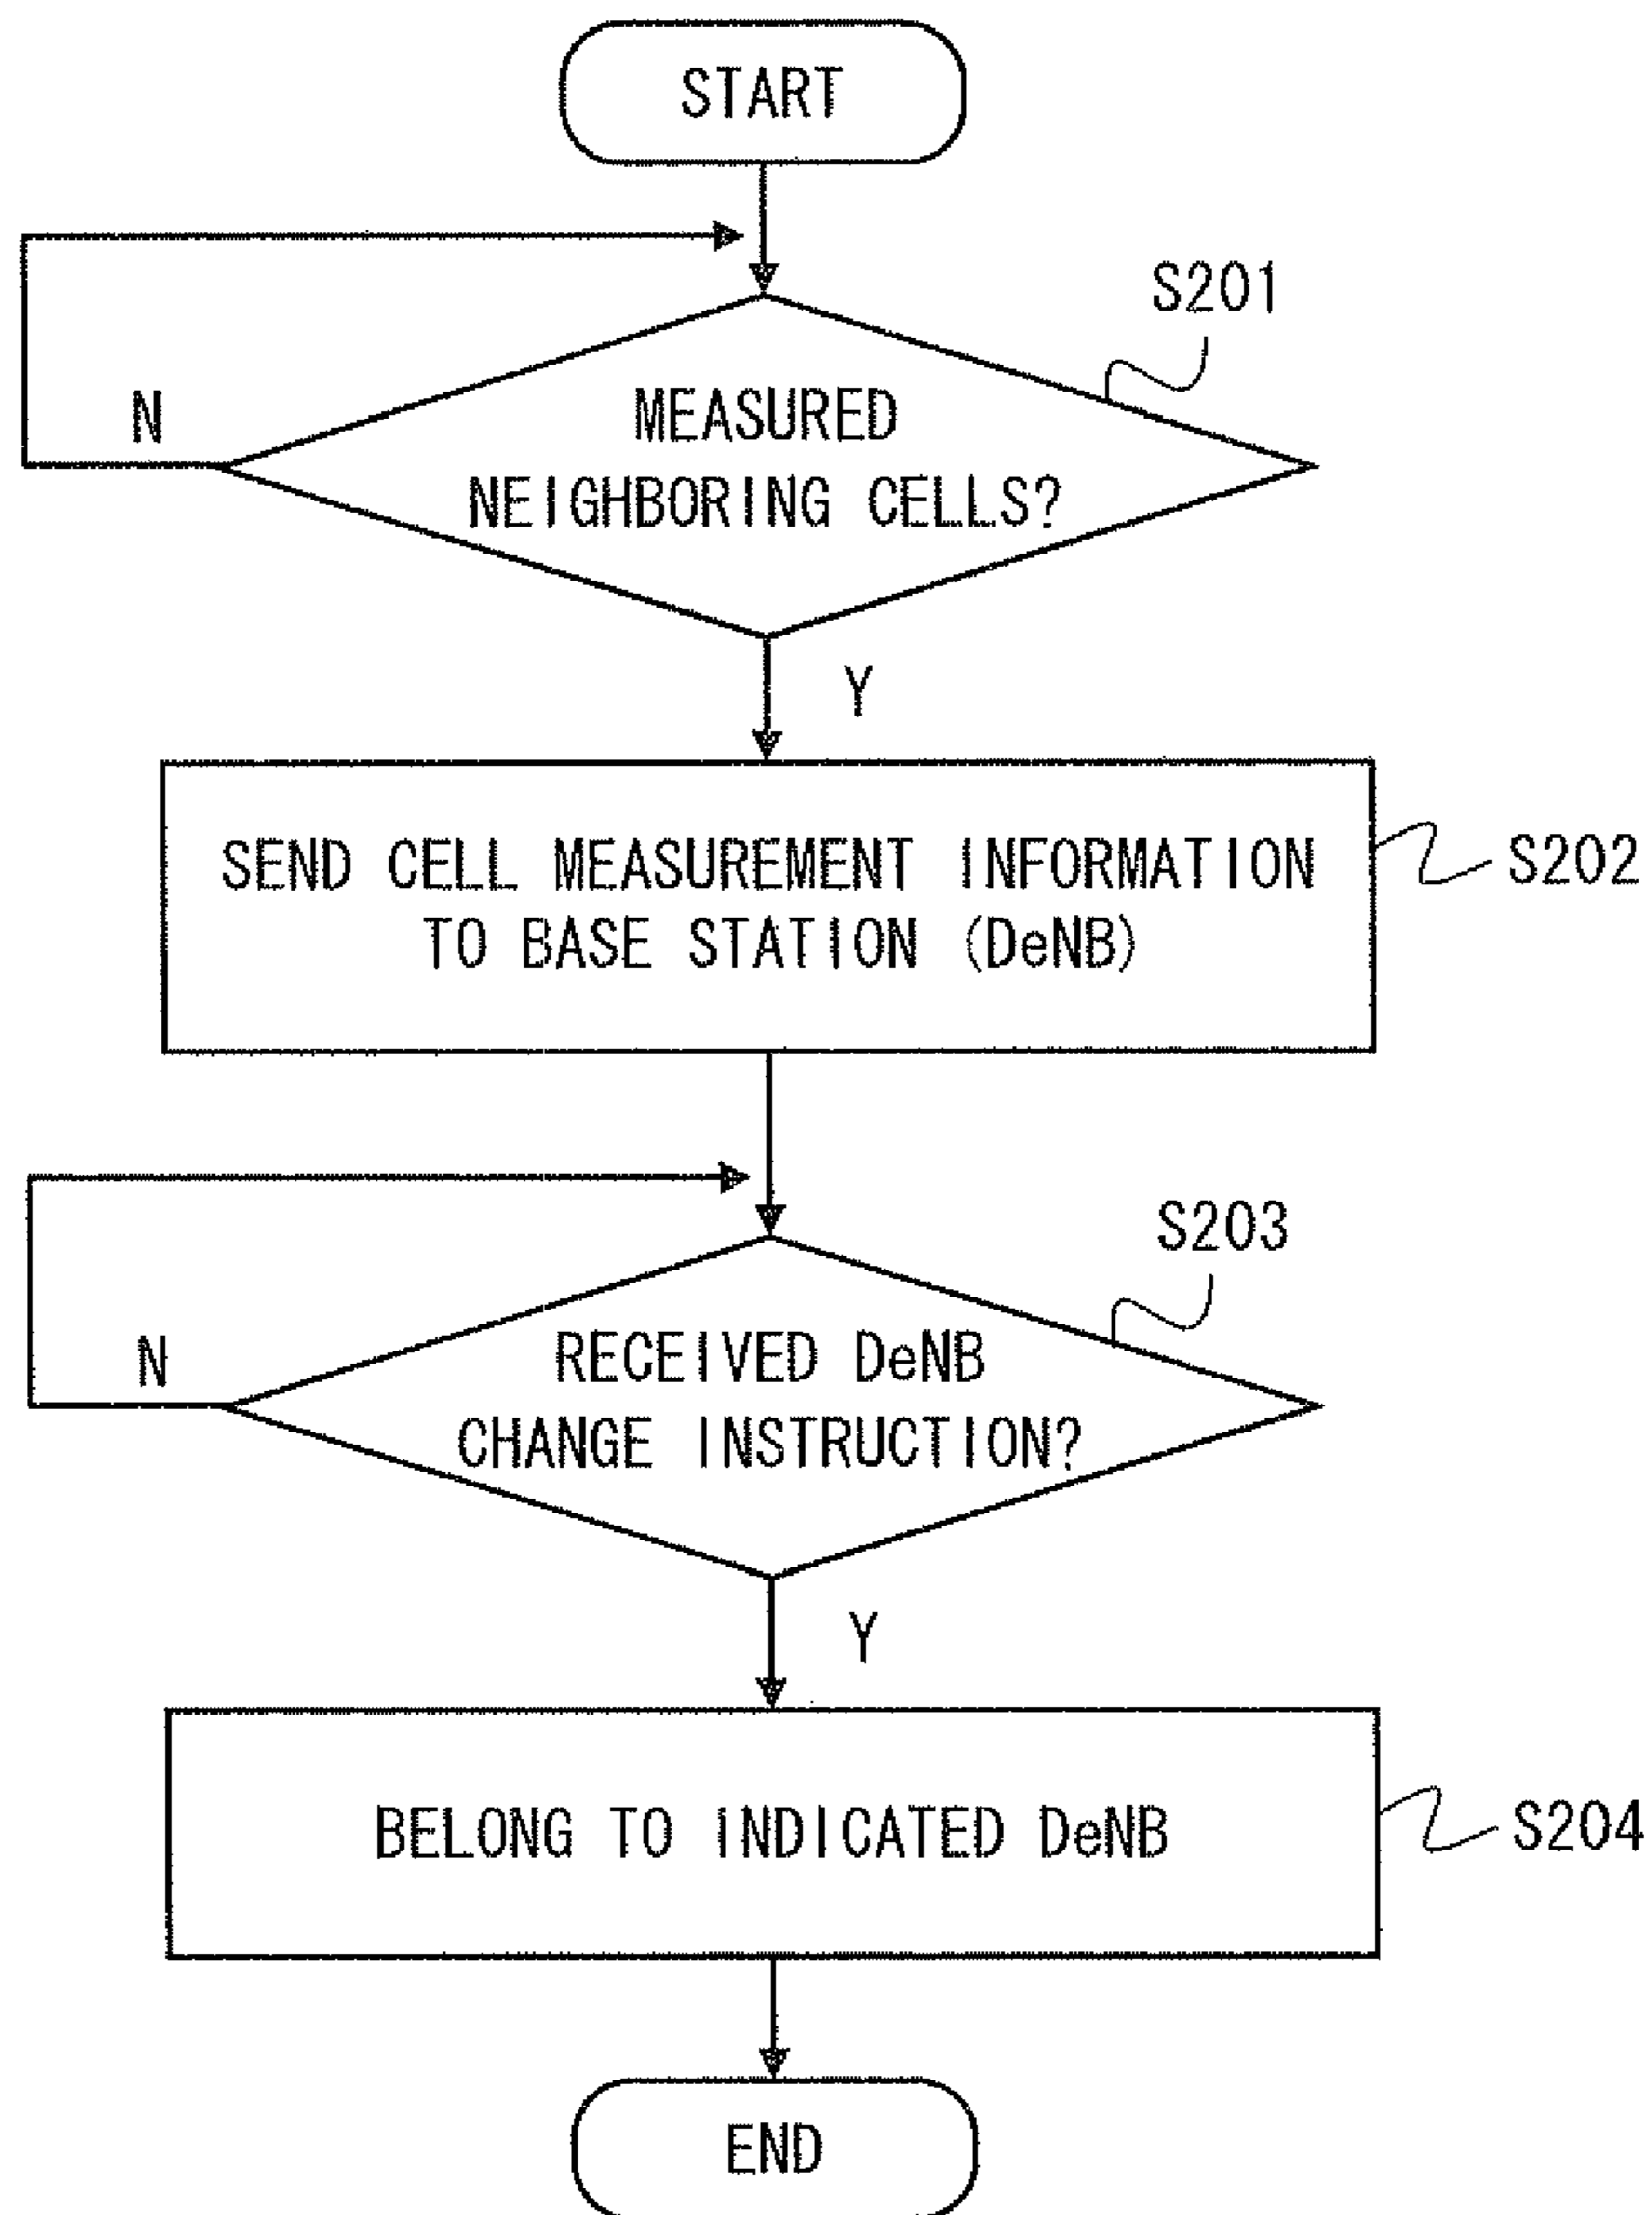 START
S201
N
MEASURED
NEIGHBORING CELLS?
Y
SEND CELL MEASUREMENT INFORMATION
TO BASE STATION (DeNB)
S202
S203
N
RECEIVED DeNB
CHANGE INSTRUCTION?
Y
BELONG TO INDICATED DeNB
S204
END